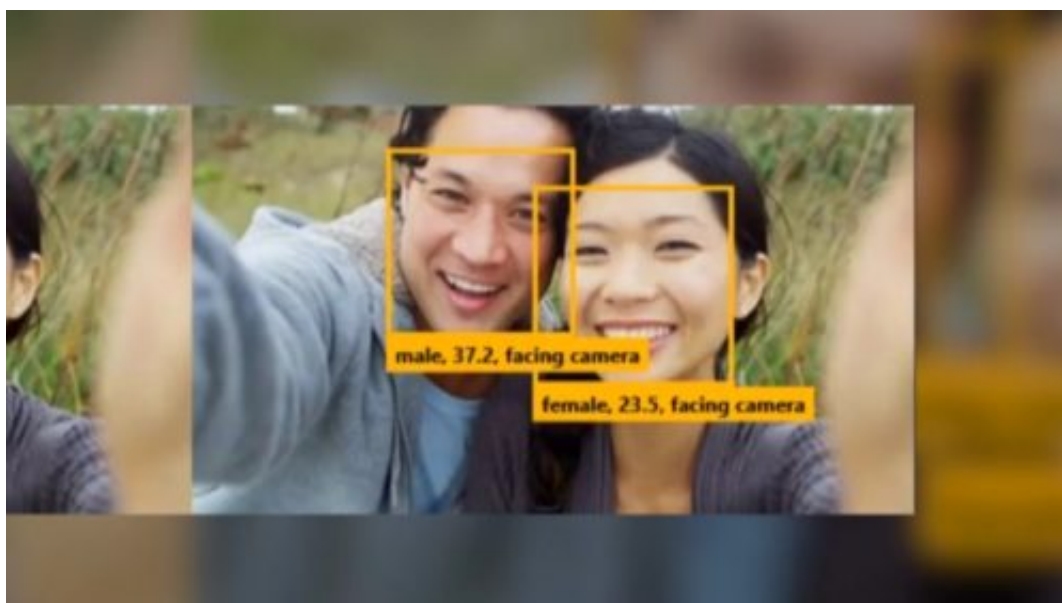 male, 37.2, facing camera
female, 23.5, facing camera